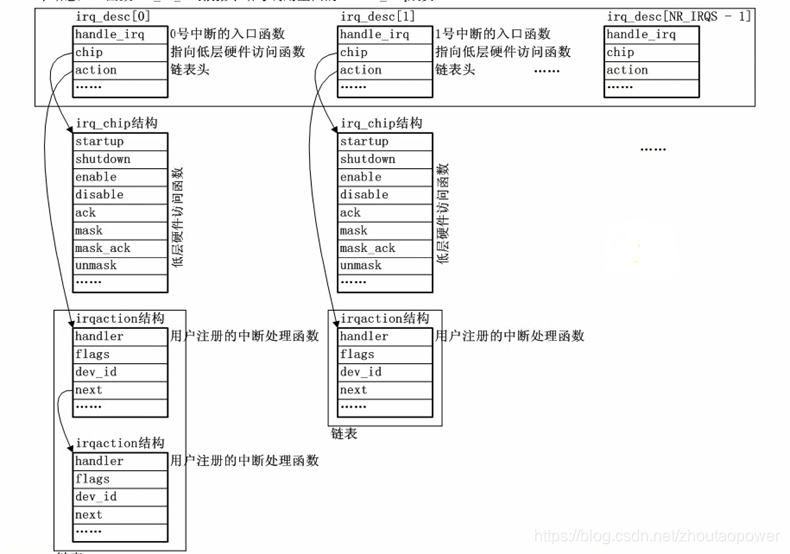 irq_desc[0] irq_desc[1] irq_desc[NR_IRQS - 1]
handle_irq 0号中断的入口函数 handle_irq 1号中断的入口函数 handle_irq
chip 指向低层硬件访问函数 chip 指向低层硬件访问函数 chip
action 链表头 action 链表头 …… action
…… …… ……
irq_chip结构 irq_chip结构
startup startup ……
shutdown shutdown
enable enable
disable disable
ack ack
mask mask
mask_ack mask_ack
unmask unmask
…… ……
低层硬件访问函数 低层硬件访问函数
irqaction结构 irqaction结构
handler 用户注册的中断处理函数 handler 用户注册的中断处理函数
flags flags
dev_id dev_id
next next
…… ……
链表
irqaction结构
handler 用户注册的中断处理函数
flags
dev_id
next
……
https://blog.csdn.net/zhoutaopower